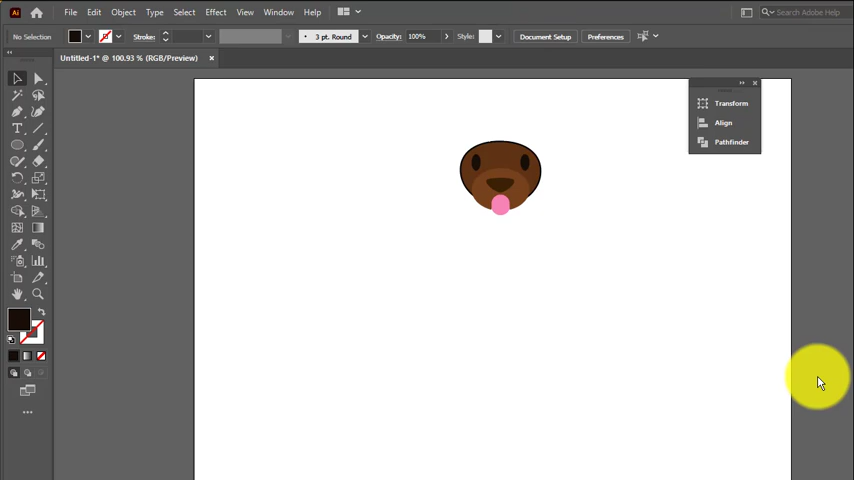 Ai File Edit Object Type Select Effect View Window Help Search Adobe Help
No Selection Stroke: 3 pt. Round Opacity: 100% Style: Document Setup Preferences
Untitled-1* @ 100.93 % (RGB/Preview) ×
Transform
Align
Pathfinder